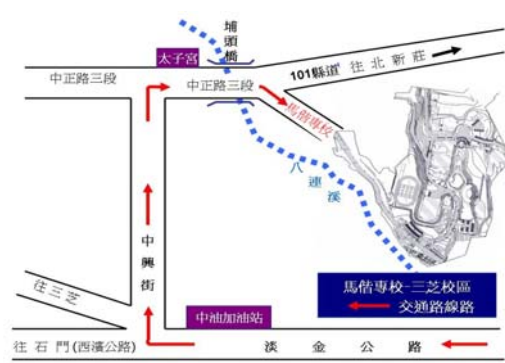 埔頭橋
太子宮
101縣道 往北新莊
中正路三段
中正路三段
馬偕專校
八連溪
中興街
往三芝
馬偕專校-三芝校區
交通路線路
中油加油站
往石門(西濱公路)
淡金公路